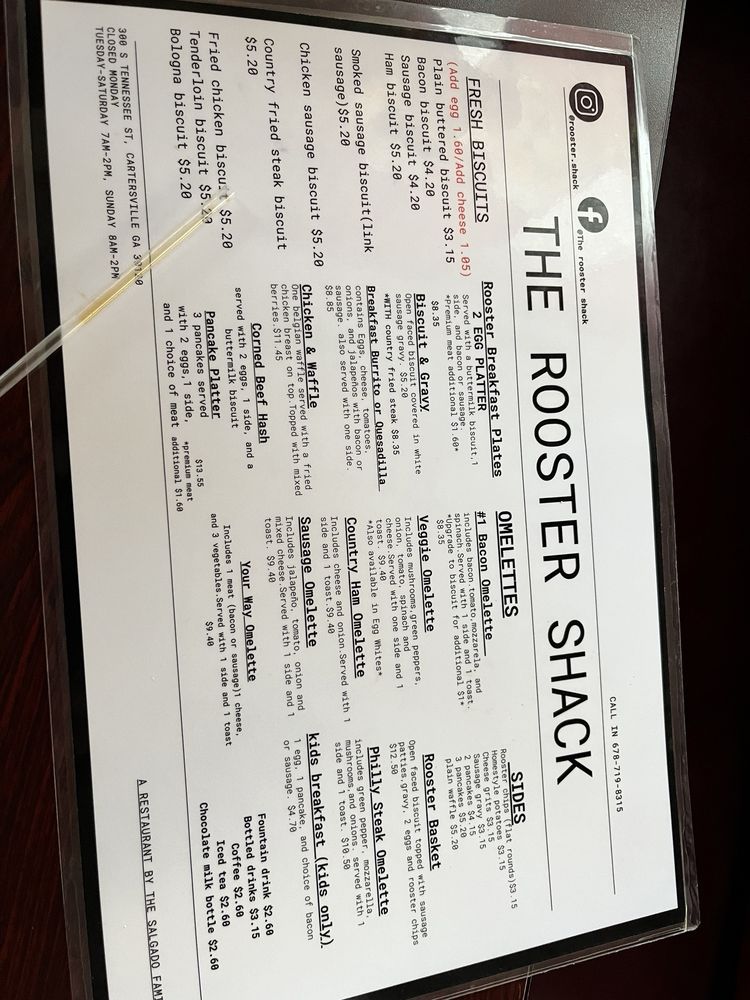 @rooster.shack
@The rooster shack
CALL IN 678-719-8315
THE ROOSTER SHACK
FRESH BISCUITS
(Add egg 1.60/Add cheese 1.05)
Plain buttered biscuit $3.15
Bacon biscuit $4.20
Sausage biscuit $4.20
Ham biscuit $5.20
Smoked sausage biscuit(link
sausage)$5.20
Chicken sausage biscuit $5.20
Country fried steak biscuit
$5.20
Fried chicken biscuit $5.20
Tenderloin biscuit $5.20
Bologna biscuit $5.20
Rooster Breakfast Plates
2 EGG PLATTER
Served with a buttermilk biscuit,1
side, and bacon or sausage.
*Premium meat additional $1.60*
$8.35
Biscuit & Gravy
Open faced biscuit covered in white
sausage gravy. $5.20
*WITH country fried steak $8.35
Breakfast Burrito or Quesadilla
contains Eggs, cheese, tomatoes,
onions, and jalapeños with bacon or
sausage. also served with one side.
$8.85
Chicken & Waffle
One belgian waffle served with a fried
chicken breast on top.Topped with mixed
berries.$11.45
Corned Beef Hash
served with 2 eggs, 1 side, and a
buttermilk biscuit
Pancake Platter
3 pancakes served $13.55
with 2 eggs,1 side, *premium meat
and 1 choice of meat additional $1.60
OMELETTES
#1 Bacon Omelette
includes bacon,tomato,mozzarela, and
spinach.Served with 1 side and 1 toast.
*Upgrade to biscuit for additional $1*
$8.35
Veggie Omelette
Includes mushrooms,green peppers,
onion, tomato, spinach and
cheese.Served with one side and 1
toast. $9.40
*Also available in Egg Whites*
Country Ham Omelette
Includes cheese and onion.Served with 1
side and 1 toast.$9.40
Sausage Omelette
Includes jalapeño, tomato, onion and
mixed cheese.Served with 1 side and 1
toast. $9.40
Your Way Omelette
Includes 1 meat (bacon or sausage)1 cheese,
and 3 vegetables.Served with 1 side and 1 toast
$9.40
SIDES
Rooster chips (flat rounds)$3.15
Homestyle potatoes $3.15
Cheese grits $3.15
Sausage gravy $3.15
2 pancakes $4.15
3 pancakes $5.20
plain waffle $5.20
Rooster Basket
Open faced biscuit topped with sausage
patties,gravy, 2 eggs and rooster chips
$12.50
Philly Steak Omelette
includes green pepper, mozzarella,
mushrooms,and onions. served with 1
side and 1 toast. $10.50
kids breakfast (kids only).
1 egg, 1 pancake, and choice of bacon
or sausage. $4.70
Fountain drink $2.60
Bottled drinks $3.15
Coffee $2.60
Iced tea $2.60
Chocolate milk bottle $2.60
300 S TENNESSEE ST, CARTERSVILLE GA
CLOSED MONDAY
TUESDAY-SATURDAY 7AM-2PM, SUNDAY 8AM-2PM
A RESTAURANT BY THE SALGADO